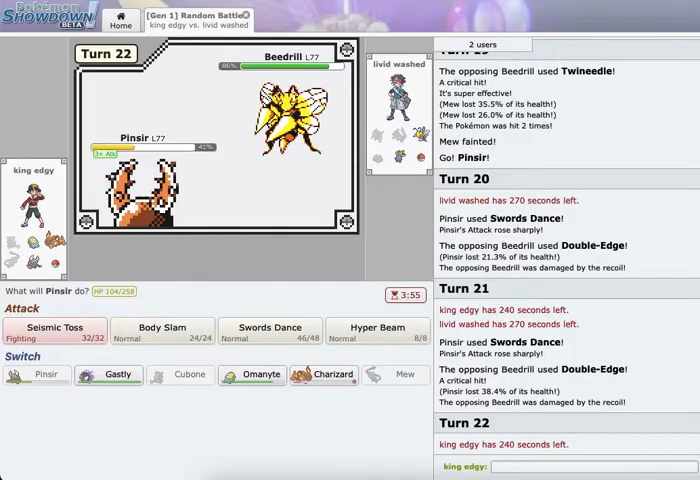 Pokémon
SHOWDOWN!
BETA
Home
[Gen 1] Random Battle
king edgy vs. livid washed
Turn 22
Beedrill L77
86%
Pinsir L77
41%
3× Atk
king edgy
livid washed
What will Pinsir do? HP 104/258
3:55
Attack
Seismic Toss
Fighting 32/32
Body Slam
Normal 24/24
Swords Dance
Normal 46/48
Hyper Beam
Normal 8/8
Switch
Pinsir
Gastly
Cubone
Omanyte
Charizard
Mew
2 users
Turn 19
The opposing Beedrill used Twineedle!
A critical hit!
It's super effective!
(Mew lost 35.5% of its health!)
(Mew lost 26.0% of its health!)
The Pokémon was hit 2 times!
Mew fainted!
Go! Pinsir!
Turn 20
livid washed has 270 seconds left.
Pinsir used Swords Dance!
Pinsir's Attack rose sharply!
The opposing Beedrill used Double-Edge!
(Pinsir lost 21.3% of its health!)
The opposing Beedrill was damaged by the recoil!
Turn 21
king edgy has 240 seconds left.
livid washed has 270 seconds left.
Pinsir used Swords Dance!
Pinsir's Attack rose sharply!
The opposing Beedrill used Double-Edge!
A critical hit!
(Pinsir lost 38.4% of its health!)
The opposing Beedrill was damaged by the recoil!
Turn 22
king edgy has 240 seconds left.
king edgy: